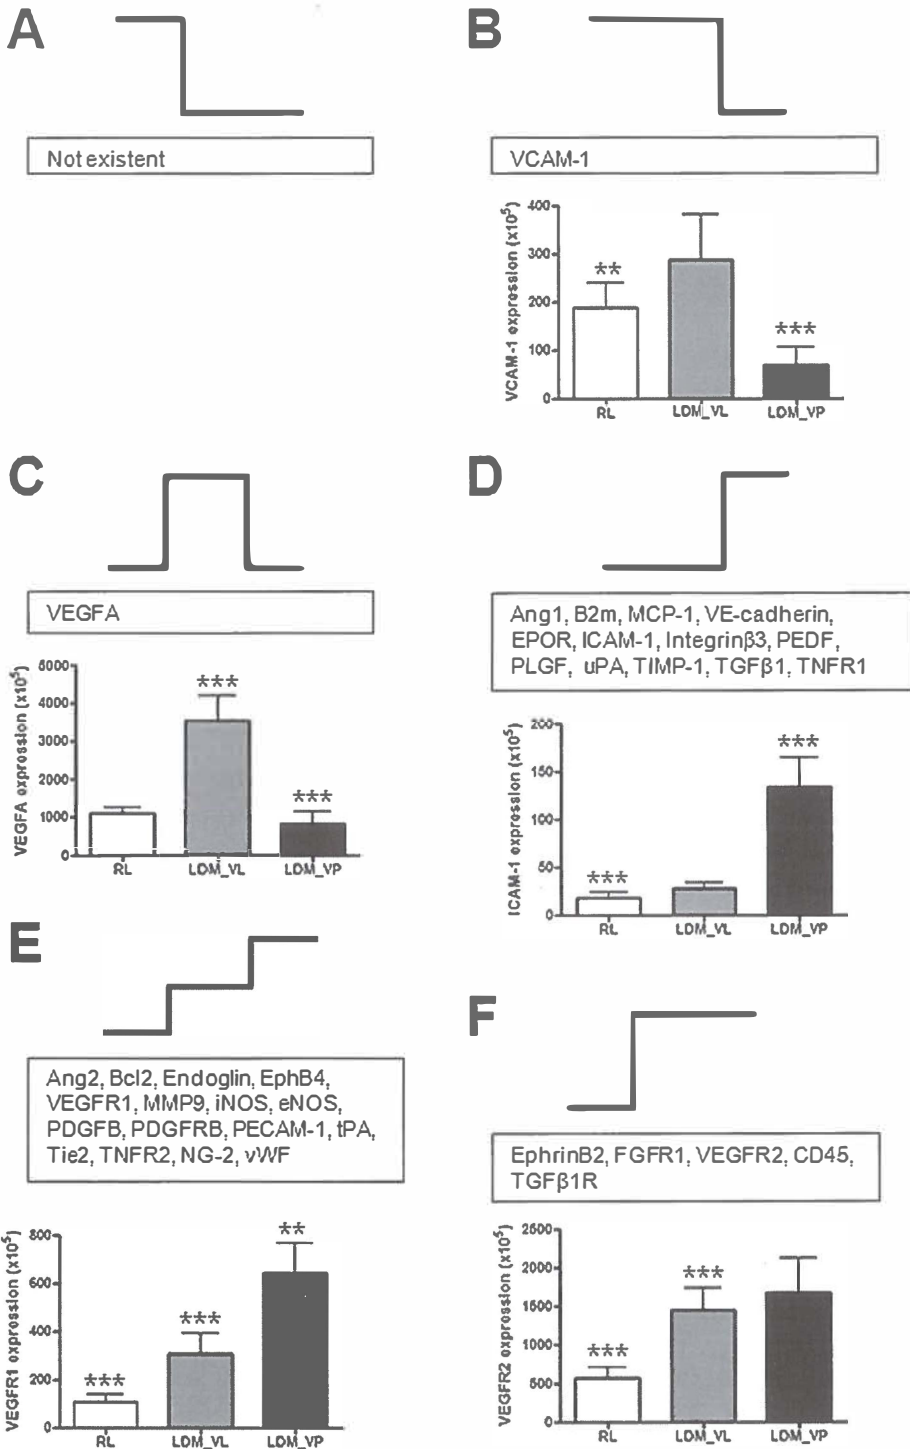 A
Not existent
B
VCAM-1
VCAM-1 expression (x10⁵)
400
300
200
100
0
**
***
RL LDM_VL LDM_VP
C
VEGFA
VEGFA expression (x10⁵)
5000
4000
3000
2000
1000
0
***
***
RL LDM_VL LDM_VP
D
Ang1, B2m, MCP-1, VE-cadherin,
EPOR, ICAM-1, Integrinβ3, PEDF,
PLGF, uPA, TIMP-1, TGFβ1, TNFR1
ICAM-1 expression (x10⁵)
200
150
100
50
0
***
***
RL LDM_VL LDM_VP
E
Ang2, Bcl2, Endoglin, EphB4,
VEGFR1, MMP9, iNOS, eNOS,
PDGFB, PDGFRB, PECAM-1, tPA,
Tie2, TNFR2, NG-2, vWF
VEGFR1 expression (x10⁵)
800
600
400
200
0
***
***
**
RL LDM_VL LDM_VP
F
EphrinB2, FGFR1, VEGFR2, CD45,
TGFβ1R
VEGFR2 expression (x10⁵)
2500
2000
1500
1000
500
0
***
***
RL LDM_VL LDM_VP